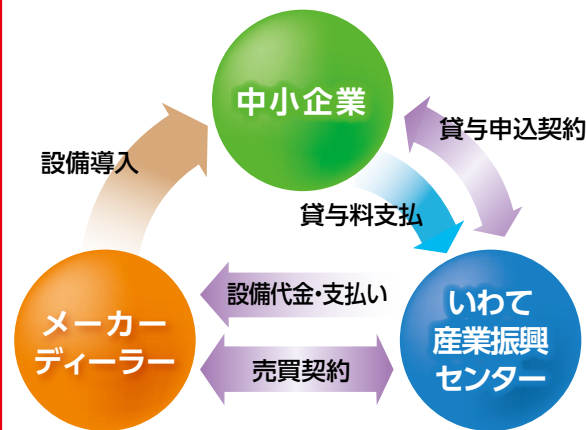 中小企業
貸与申込契約
設備導入
貸与料支払
設備代金・支払い
メーカー
ディーラー
いわて
産業振興
センター
売買契約